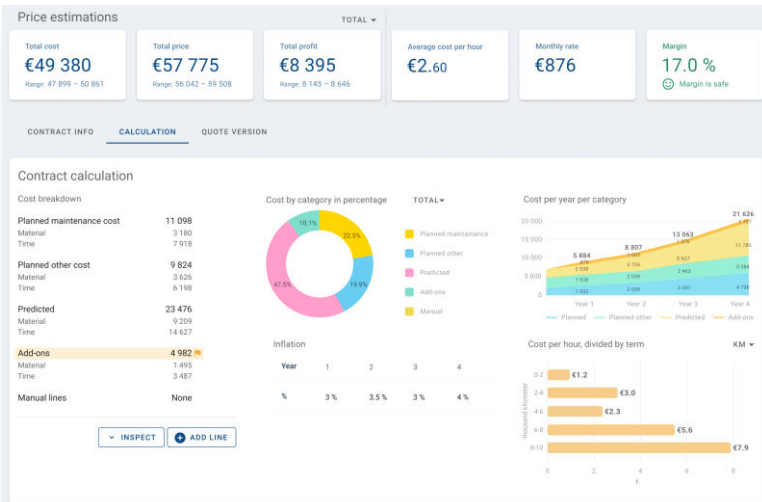 Price estimations
TOTAL
Total cost
€49 380
Range: 47 899 – 50 861
Total price
€57 775
Range: 56 042 – 59 508
Total profit
€8 395
Range: 8 143 – 8 646
Average cost per hour
€2.60
Monthly rate
€876
Margin
17.0 %
Margin is safe
CONTRACT INFO
CALCULATION
QUOTE VERSION
Contract calculation
Cost breakdown
Planned maintenance cost 11 098
Material 3 180
Time 7 918
Planned other cost 9 824
Material 3 626
Time 6 198
Predicted 23 476
Material 9 209
Time 14 627
Add-ons 4 982
Material 1 495
Time 3 487
Manual lines None
INSPECT
ADD LINE
Cost by category in percentage
TOTAL
10.1%
22.5%
47.5%
19.9%
Planned maintainance
Planned other
Predicted
Add-ons
Manual
Inflation
Year 1 2 3 4
% 3 % 3.5 % 3 % 4 %
Cost per year per category
21 626
20 000
15 000
10 000
5 000
0
5 884
8 807
13 063
11 785
Year 1 Year 2 Year 3 Year 4
Planned Planned other Predicted Add-ons
Cost per hour, divided by term
KM
thousand kilometer
0-2 €1.2
2-4 €3.0
4-6 €2.3
6-8 €5.6
8-10 €7.9
0 2 4 6 8
€